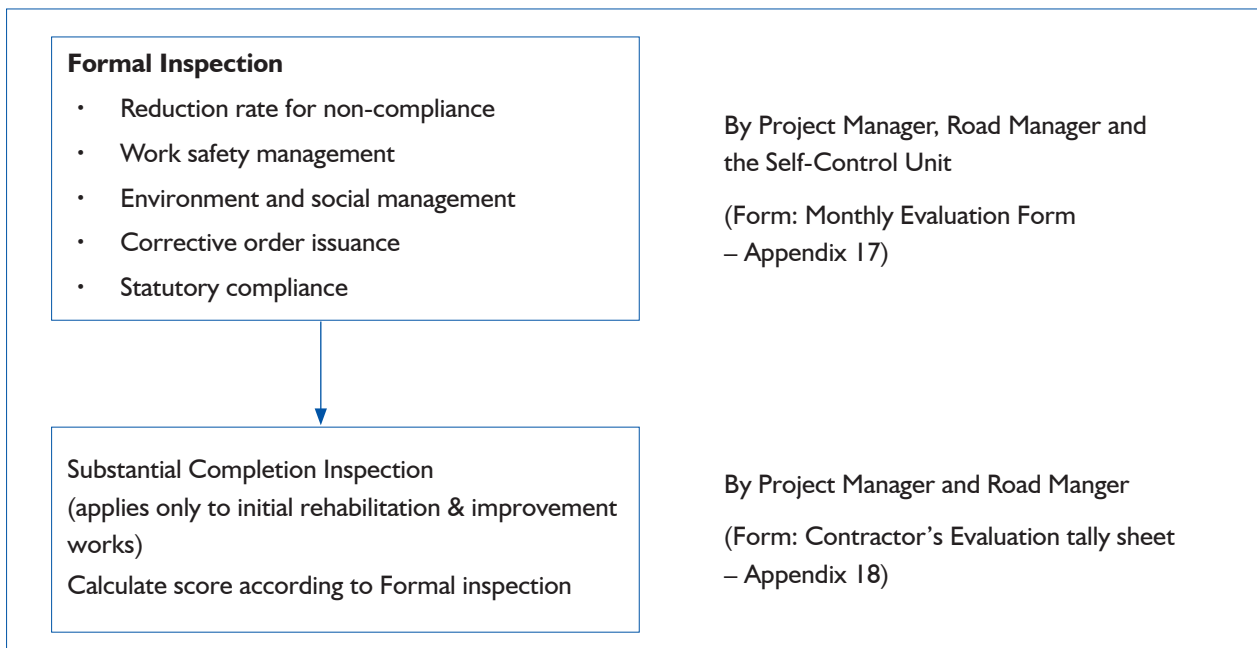 Formal Inspection
· Reduction rate for non-compliance
· Work safety management
· Environment and social management
· Corrective order issuance
· Statutory compliance
By Project Manager, Road Manager and
the Self-Control Unit
(Form: Monthly Evaluation Form
– Appendix 17)
Substantial Completion Inspection
(applies only to initial rehabilitation & improvement
works)
Calculate score according to Formal inspection
By Project Manager and Road Manger
(Form: Contractor’s Evaluation tally sheet
– Appendix 18)